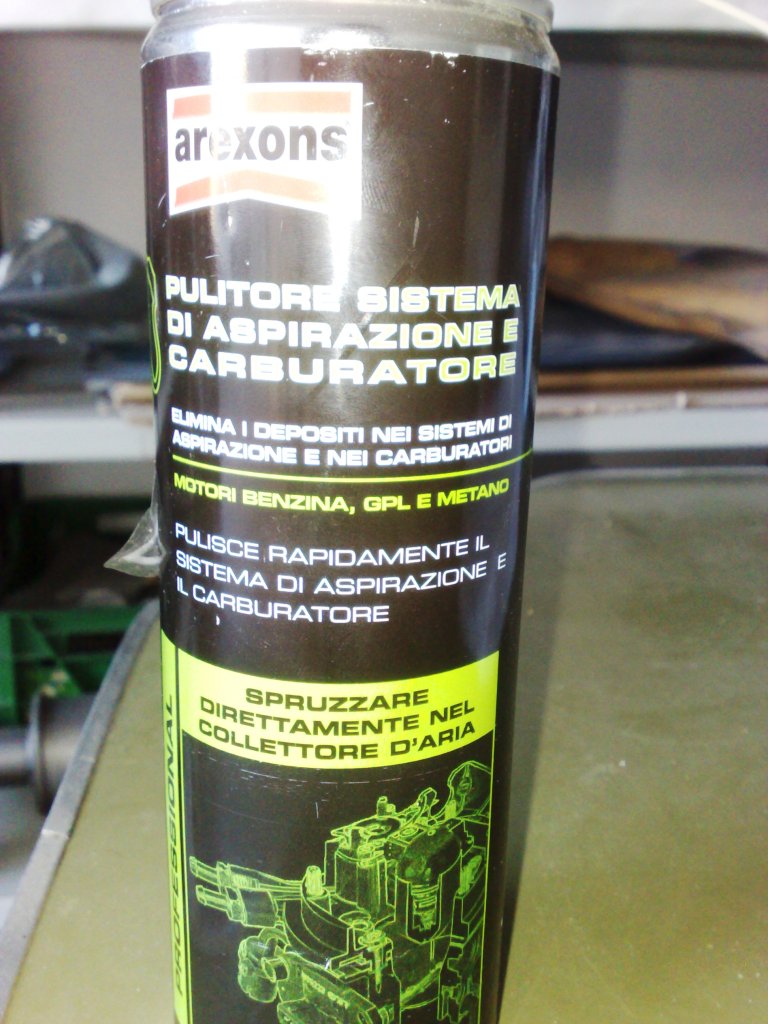 arexons
PULITORE SISTEMA
DI ASPIRAZIONE E
CARBURATORE
ELIMINA I DEPOSITI NEI SISTEMI DI
ASPIRAZIONE E NEI CARBURATORI
MOTORI BENZINA, GPL E METANO
PULISCE RAPIDAMENTE IL
SISTEMA DI ASPIRAZIONE E
IL CARBURATORE
SPRUZZARE
DIRETTAMENTE NEL
COLLETTORE D'ARIA
PROFESSIONAL